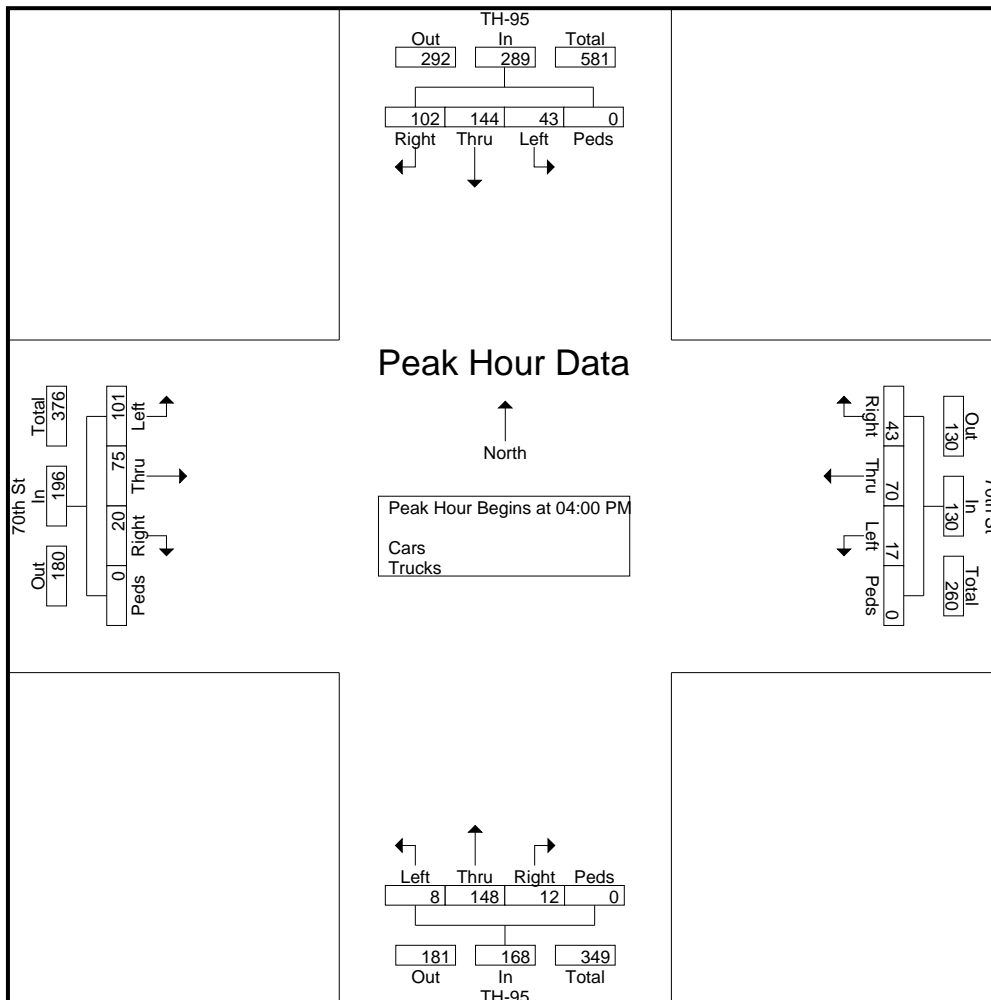 TH-95
Out In Total
292 289 581
102 144 43 0
Right Thru Left Peds
Peak Hour Data
North
Peak Hour Begins at 04:00 PM
Cars
Trucks
70th St
Total In Out
376 196 180
101 75 20 0
Left Thru Right Peds
70th St
Out In Total
130 130 260
43 70 17 0
Right Thru Left Peds
Left Thru Right Peds
8 148 12 0
181 168 349
Out In Total
TH-95